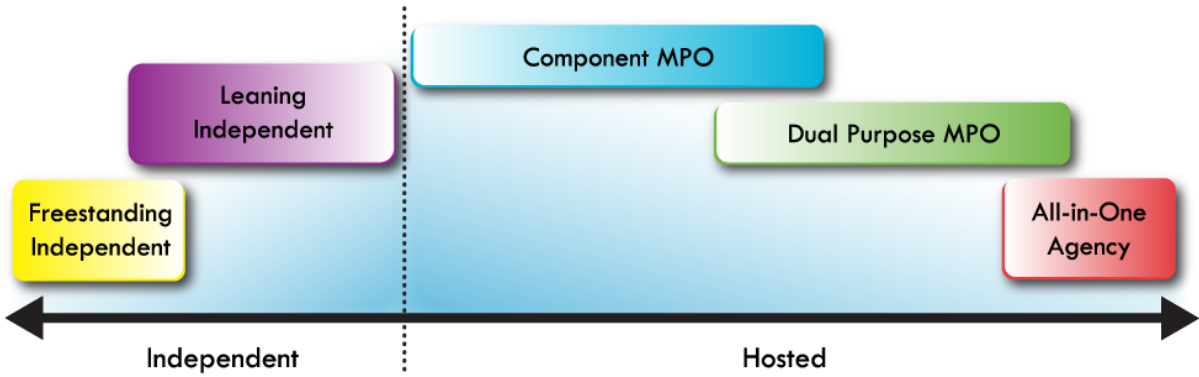 Component MPO
Leaning
Independent
Dual Purpose MPO
Freestanding
Independent
All-in-One
Agency
Independent
Hosted